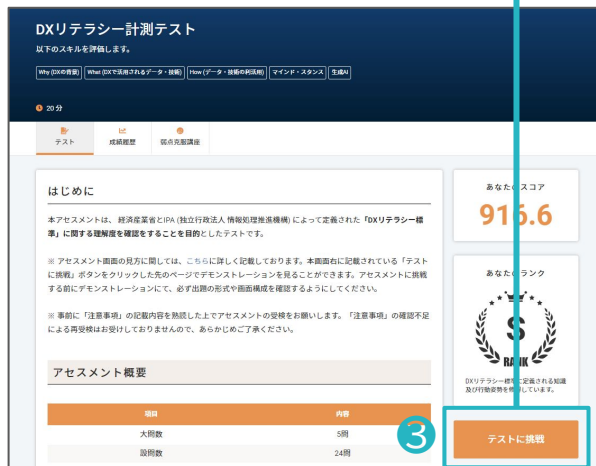 DXリテラシー計測テスト
以下のスキルを評価します。
Why (DXの背景) What (DXで活用されるデータ・技術) How (データ・技術の利活用) マインド・スタンス 生成AI
20 分
テスト 成績履歴 弱点克服講座
はじめに
本アセスメントは、 経済産業省とIPA (独立行政法人 情報処理推進機構) によって定義された「DXリテラシー標
準」に関する理解度を確認をすることを目的としたテストです。
※ アセスメント画面の見方に関しては、こちらに詳しく記載しております。本画面右に記載されている「テスト
に挑戦」ボタンをクリックした先のページでデモンストレーションを見ることができます。アセスメントに挑戦
する前にデモンストレーションにて、必ず出題の形式や画面構成を確認するようにしてください。
※ 事前に「注意事項」の記載内容を熟読した上でアセスメントの受検をお願いします。「注意事項」の確認不足
による再受検はお受けしておりませんので、あらかじめご了承ください。
アセスメント概要
項目 内容
大問数 5問
設問数 24問
あなたのスコア
916.6
あなたのランク
S
RANK
DXリテラシー標準に定義される知識
及び行動姿勢を修得しています。
3
テストに挑戦